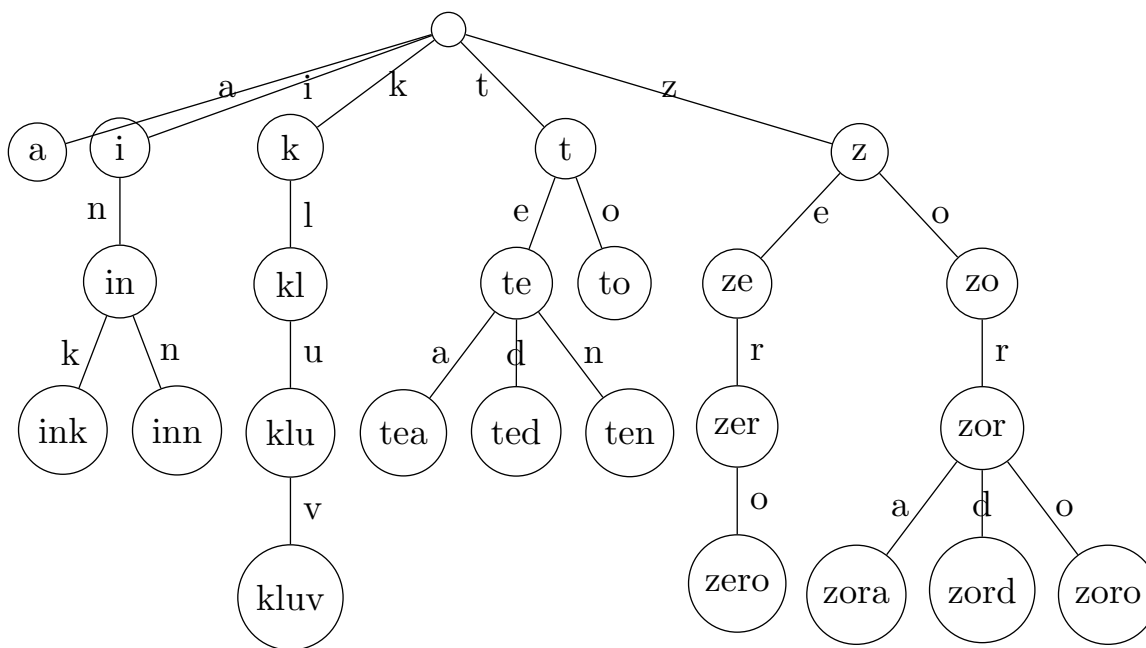 a i k t z
a i k t z
n l e o e o
in kl te to ze zo
k n u a d n r r
ink inn klu tea ted ten zer zor
v o a d o
kluv zero zora zord zoro